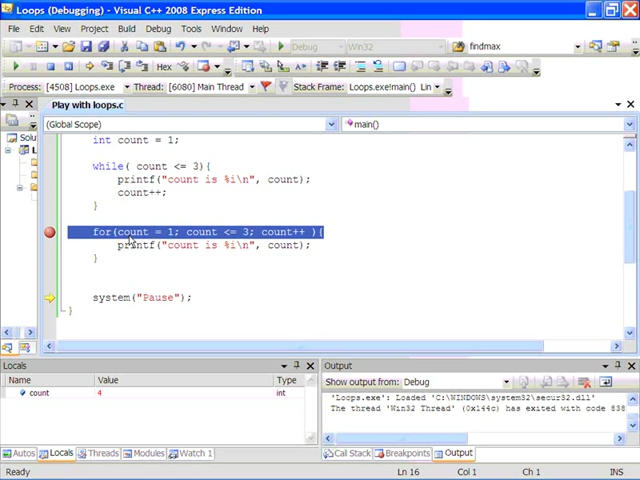 Loops (Debugging) - Visual C++ 2008 Express Edition
File Edit View Project Build Debug Tools Window Help
Debug Win32 findmax
Hex
Process: [4508] Loops.exe Thread: [6080] Main Thread Stack Frame: Loops.exe!main() Lin
Play with loops.c
(Global Scope) main()
Solu
int count = 1;
while( count <= 3){
printf("count is %i\n", count);
count++;
}
for(count = 1; count <= 3; count++ ){
printf("count is %i\n", count);
}
system("Pause");
}
Locals
Name Value Type
count 4 int
Autos Locals Threads Modules Watch 1
Output
Show output from: Debug
'Loops.exe': Loaded 'C:\WINDOWS\system32\secur32.dll'
The thread 'Win32 Thread' (0x144c) has exited with code 838
Call Stack Breakpoints Output
Ready Ln 16 Col 1 Ch 1 INS